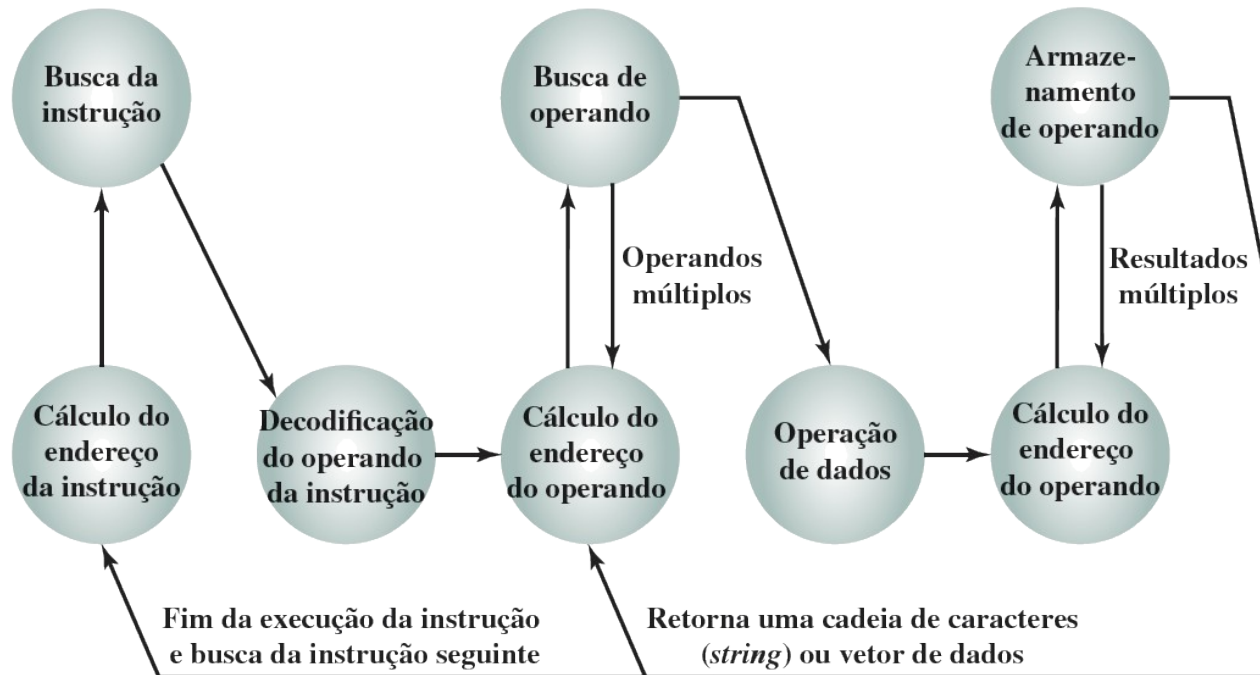 Busca da
instrução
Busca de
operando
Armaze-
namento
de operando
Operandos
múltiplos
Resultados
múltiplos
Cálculo do
endereço
da instrução
Decodificação
do operando
da instrução
Cálculo do
endereço
do operando
Operação
de dados
Cálculo do
endereço
do operando
Fim da execução da instrução
e busca da instrução seguinte
Retorna uma cadeia de caracteres
(string) ou vetor de dados